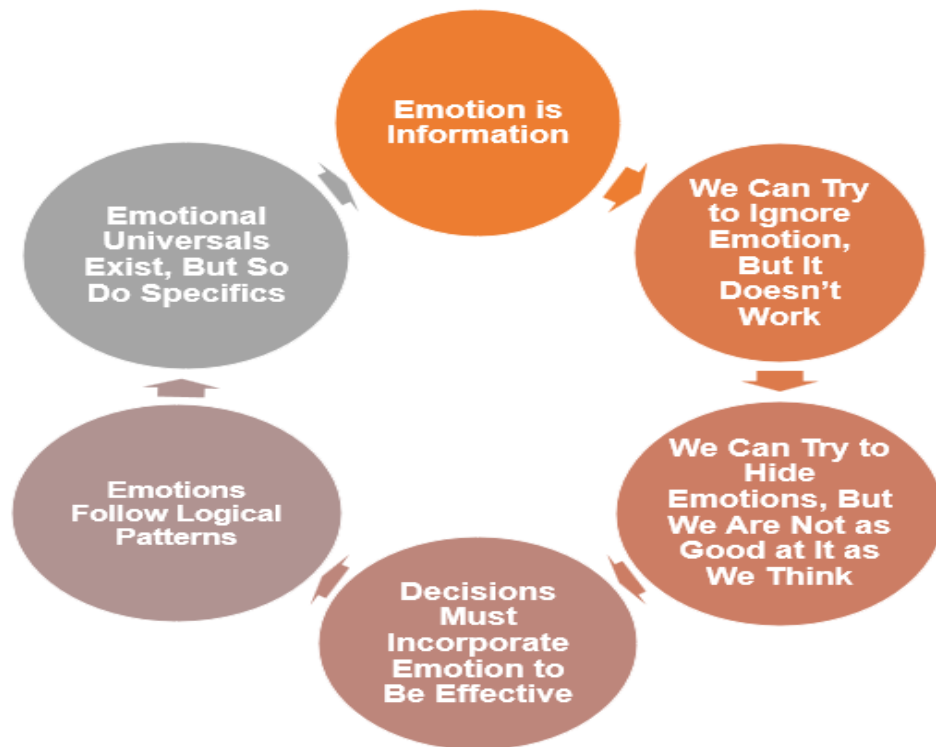 Emotion is
Information
We Can Try
to Ignore
Emotion,
But It
Doesn’t
Work
We Can Try to
Hide
Emotions, But
We Are Not as
Good at It as
We Think
Decisions
Must
Incorporate
Emotion to
Be Effective
Emotions
Follow Logical
Patterns
Emotional
Universals
Exist, But So
Do Specifics